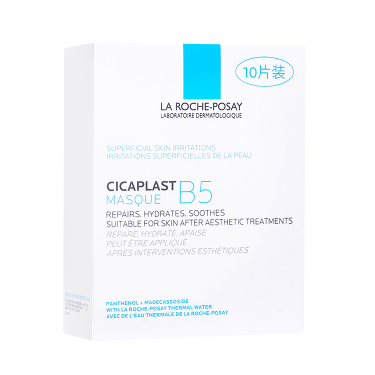 10片装
LA ROCHE-POSAY
LABORATOIRE DERMATOLOGIQUE
SUPERFICIAL SKIN IRRITATIONS
IRRITATIONS SUPERFICIELLES DE LA PEAU
CICAPLAST
MASQUE B5
REPAIRS, HYDRATES, SOOTHES
SUITABLE FOR SKIN AFTER AESTHETIC TREATMENTS
RÉPARE, HYDRATE, APAISE
PEUT ÊTRE APPLIQUÉ
APRÈS INTERVENTIONS ESTHÉTIQUES
PANTHENOL + MADECASSOSIDE
WITH LA ROCHE-POSAY THERMAL WATER
AVEC DE L'EAU THERMALE DE LA ROCHE-POSAY